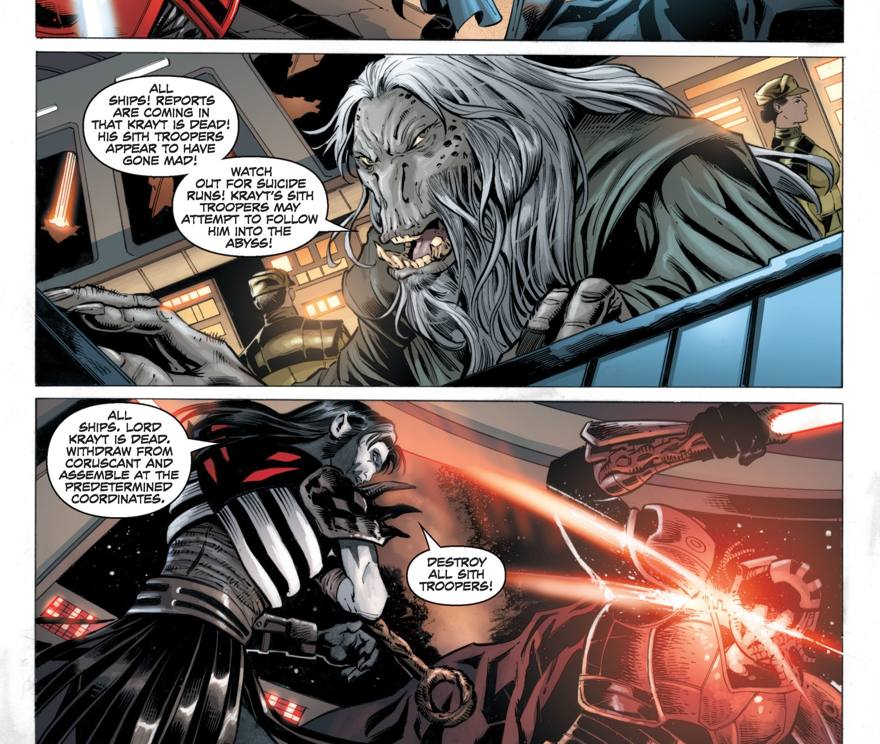 ALL
SHIPS! REPORTS
ARE COMING IN
THAT KRAYT IS DEAD!
HIS SITH TROOPERS
APPEAR TO HAVE
GONE MAD!
WATCH
OUT FOR SUICIDE
RUNS! KRAYT'S SITH
TROOPERS MAY
ATTEMPT TO FOLLOW
HIM INTO THE
ABYSS!
ALL
SHIPS. LORD
KRAYT IS DEAD.
WITHDRAW FROM
CORUSCANT AND
ASSEMBLE AT THE
PREDETERMINED
COORDINATES.
DESTROY
ALL SITH
TROOPERS!